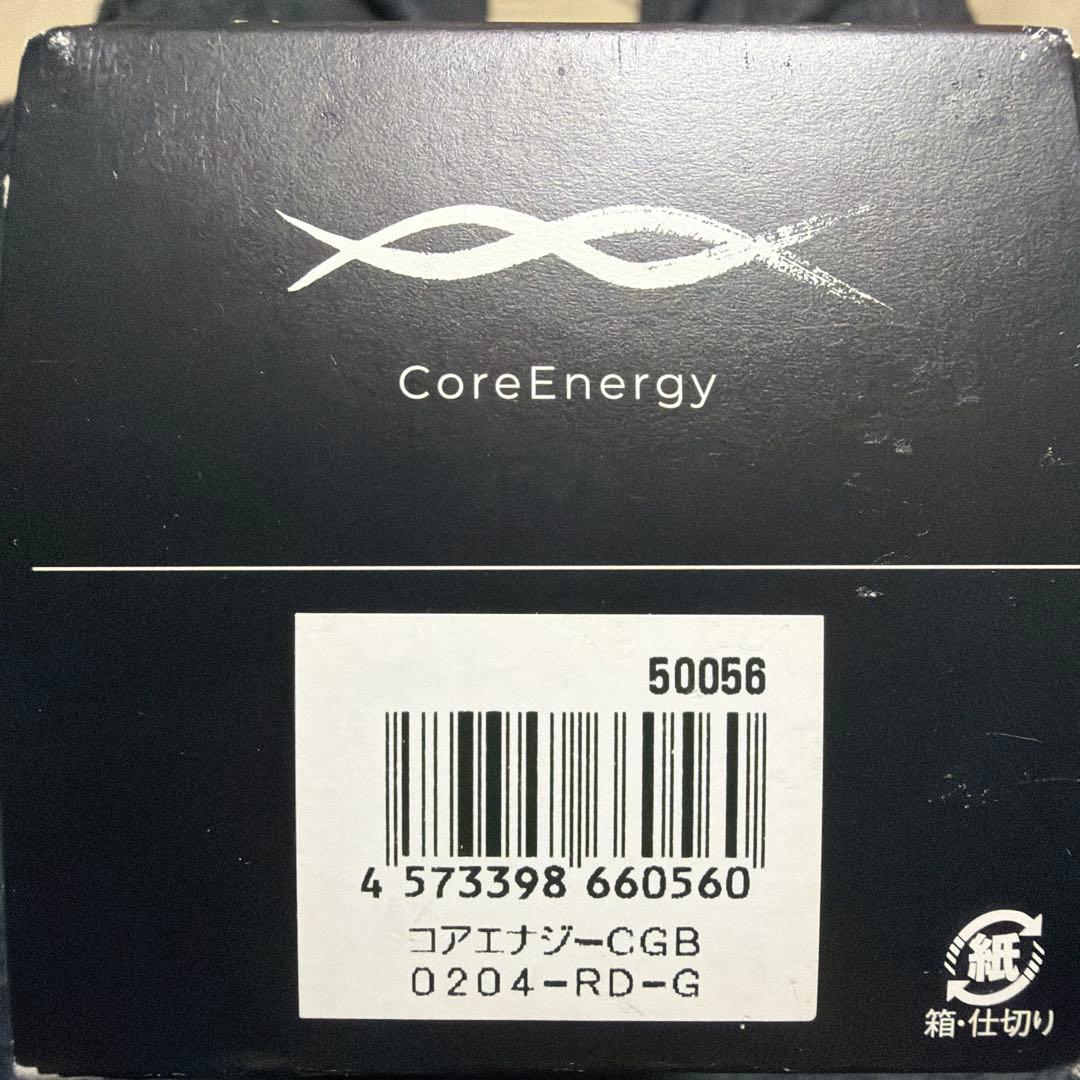 CoreEnergy
50056
4 573398 660560
コアエナジーCGB
0204-RD-G
紙
箱・仕切り